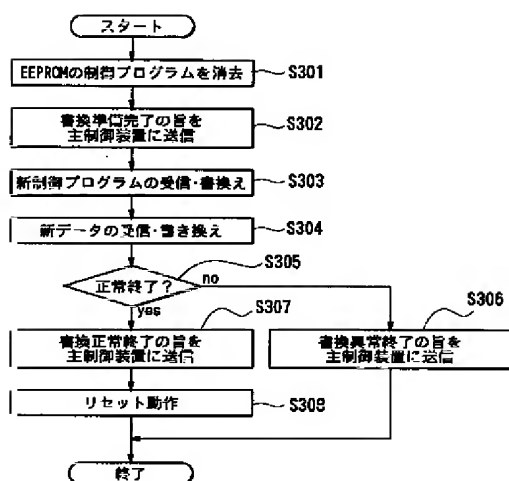 スタート
EEPROMの制御プログラムを消去
S301
書換準備完了の旨を
主制御装置に送信
S302
新制御プログラムの受信・書換え
S303
新データの受信・書き換え
S304
正常終了?
S305
no
yes
S307
書換正常終了の旨を
主制御装置に送信
S306
書換異常終了の旨を
主制御装置に送信
リセット動作
S308
終了